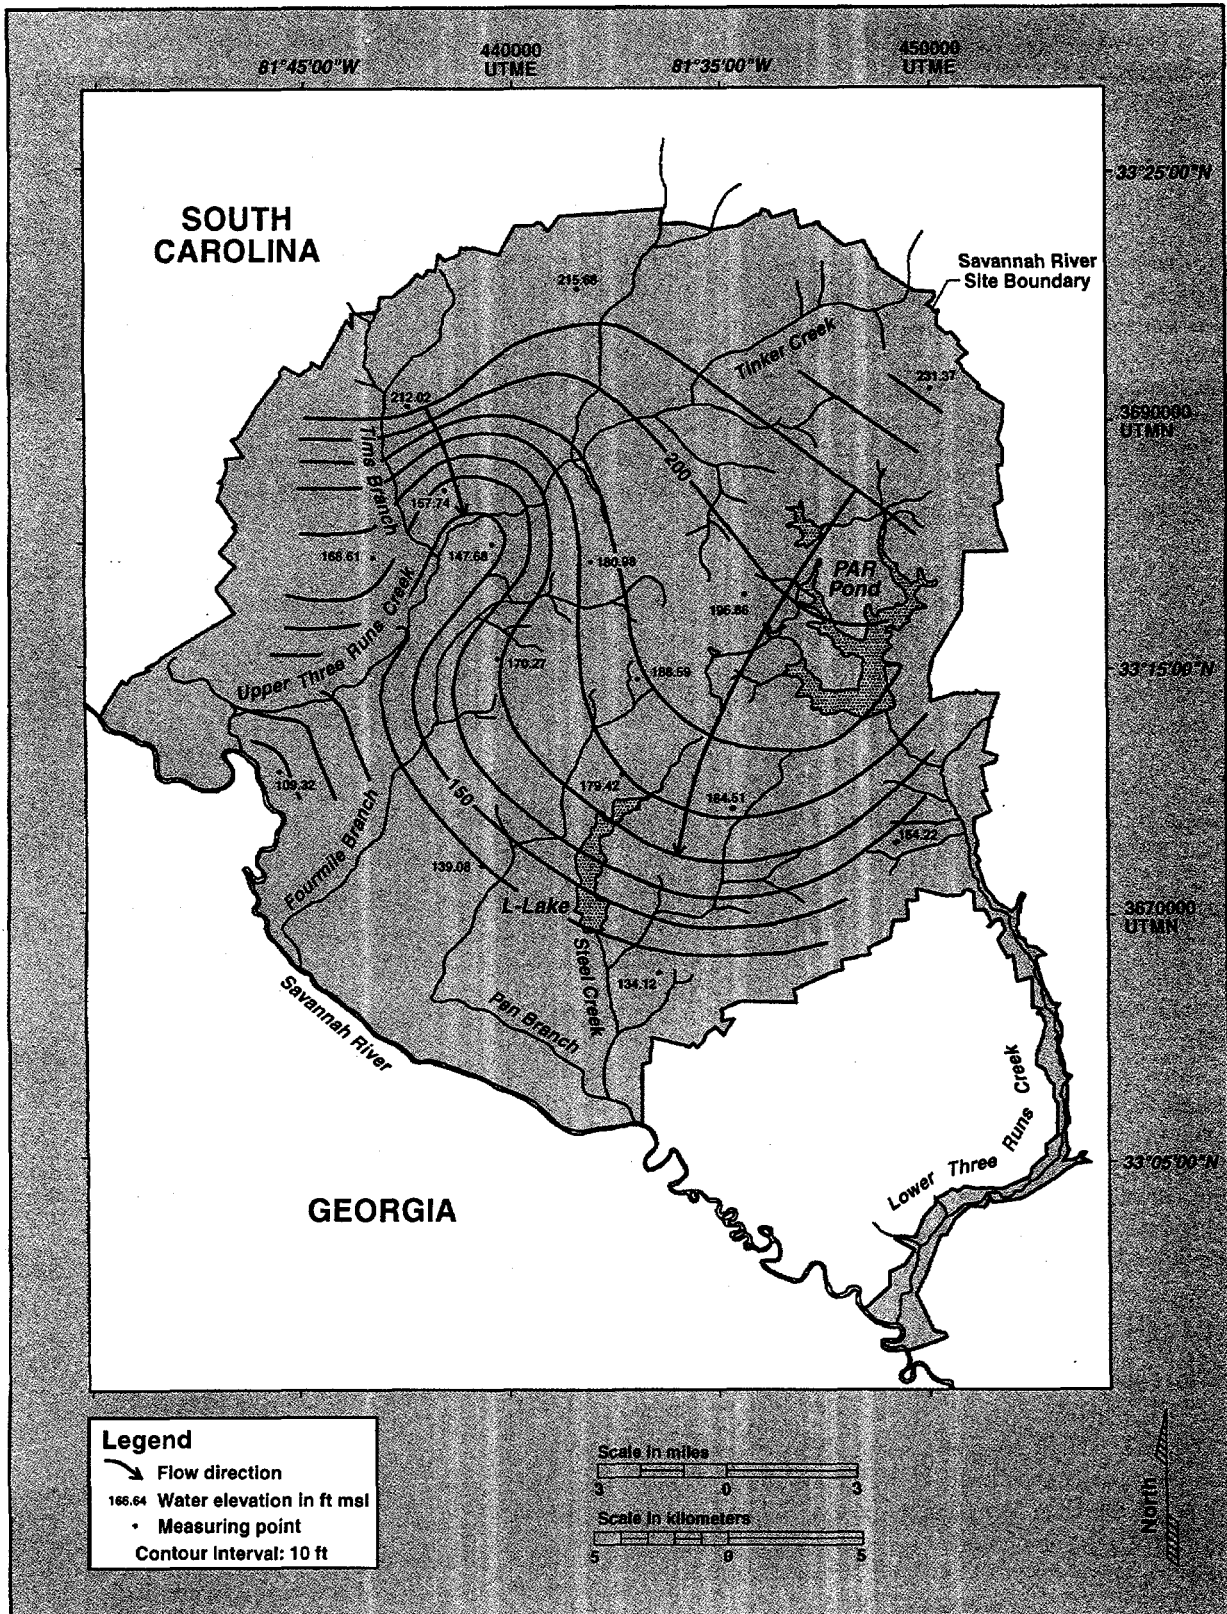 440000
UTME
450000
UTME
81°45'00"W
81°35'00"W
33°25'00"N
SOUTH
CAROLINA
Savannah River
Site Boundary
215.68
Tinker Creek
231.37
212.02
3690000
UTMN
Tims Branch
200
157.74
168.61
147.68
180.98
PAR
Pond
196.86
Upper Three Runs Creek
170.27
188.59
33°15'00"N
109.32
150
179.42
184.51
164.22
Fourmile Branch
139.08
L-Lake
3670000
UTMN
Steel Creek
134.12
Savannah River
Pen Branch
Lower Three Runs Creek
33°05'00"N
GEORGIA
Legend
Flow direction
166.64 Water elevation in ft msl
Measuring point
Contour Interval: 10 ft
Scale in miles
3 0 3
Scale in kilometers
5 0 5
North